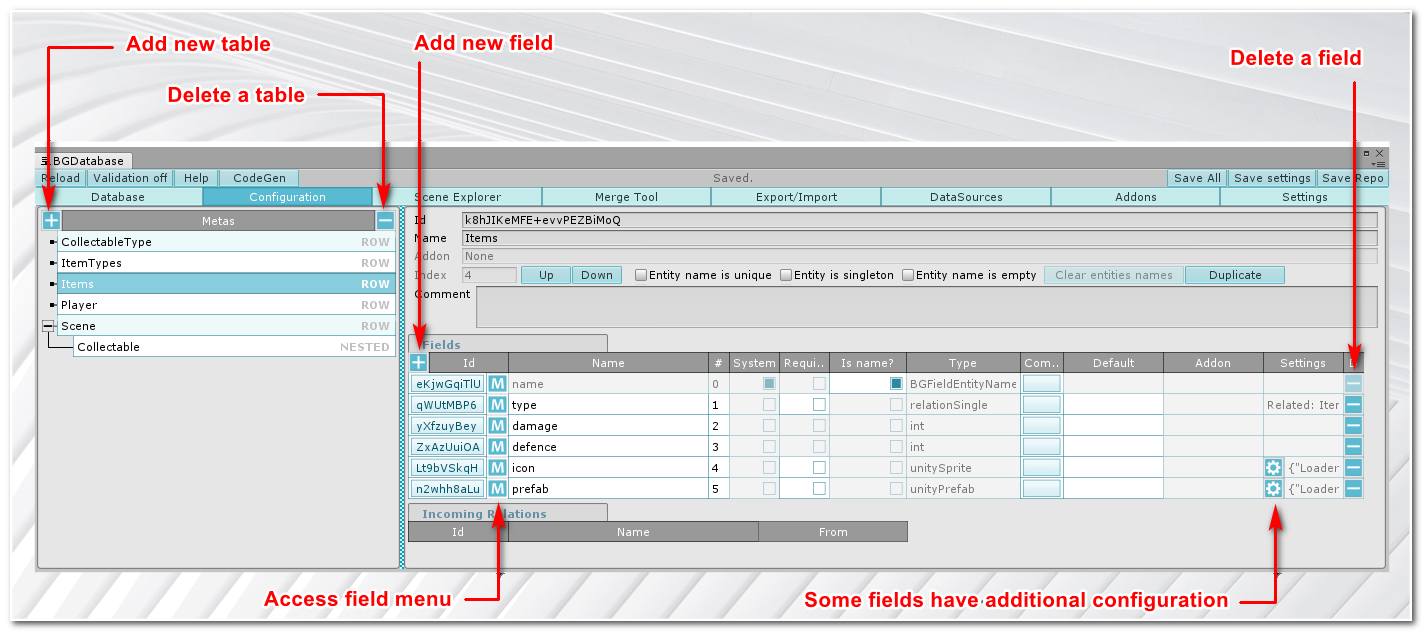 Add new table
Add new field
Delete a field
Delete a table
BGDatabase
Reload Validation off Help CodeGen Saved. Save All Save settings Save Repo
Database Configuration Scene Explorer Merge Tool Export/Import DataSources Addons Settings
Metas
CollectableType ROW
ItemTypes ROW
Items ROW
Player ROW
Scene ROW
Collectable NESTED
Id k8hJIKeMFE+evvPEZBiMoQ
Name Items
Addon None
Index 4 Up Down Entity name is unique Entity is singleton Entity name is empty Clear entities names Duplicate
Comment
Fields
Id Name # System Requi.. Is name? Type Com.. Default Addon Settings
eKjwGqiTlU M name 0 BGFieldEntityName
qWUtMBP6 M type 1 relationSingle Related: Iter
yXfzuyBey M damage 2 int
ZxAzUuiOA M defence 3 int
Lt9bVSkqH M icon 4 unitySprite {"Loader
n2whh8aLu M prefab 5 unityPrefab {"Loader
Incoming Relations
Id Name From
Access field menu
Some fields have additional configuration